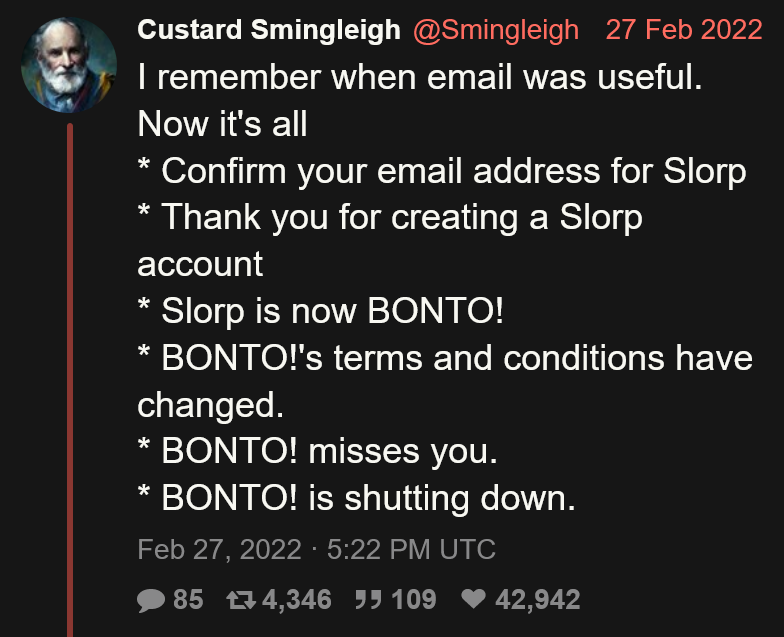 Custard Smingleigh @Smingleigh 27 Feb 2022
I remember when email was useful.
Now it's all
* Confirm your email address for Slorp
* Thank you for creating a Slorp
account
* Slorp is now BONTO!
* BONTO!'s terms and conditions have
changed.
* BONTO! misses you.
* BONTO! is shutting down.
Feb 27, 2022 · 5:22 PM UTC
85 4,346 109 42,942